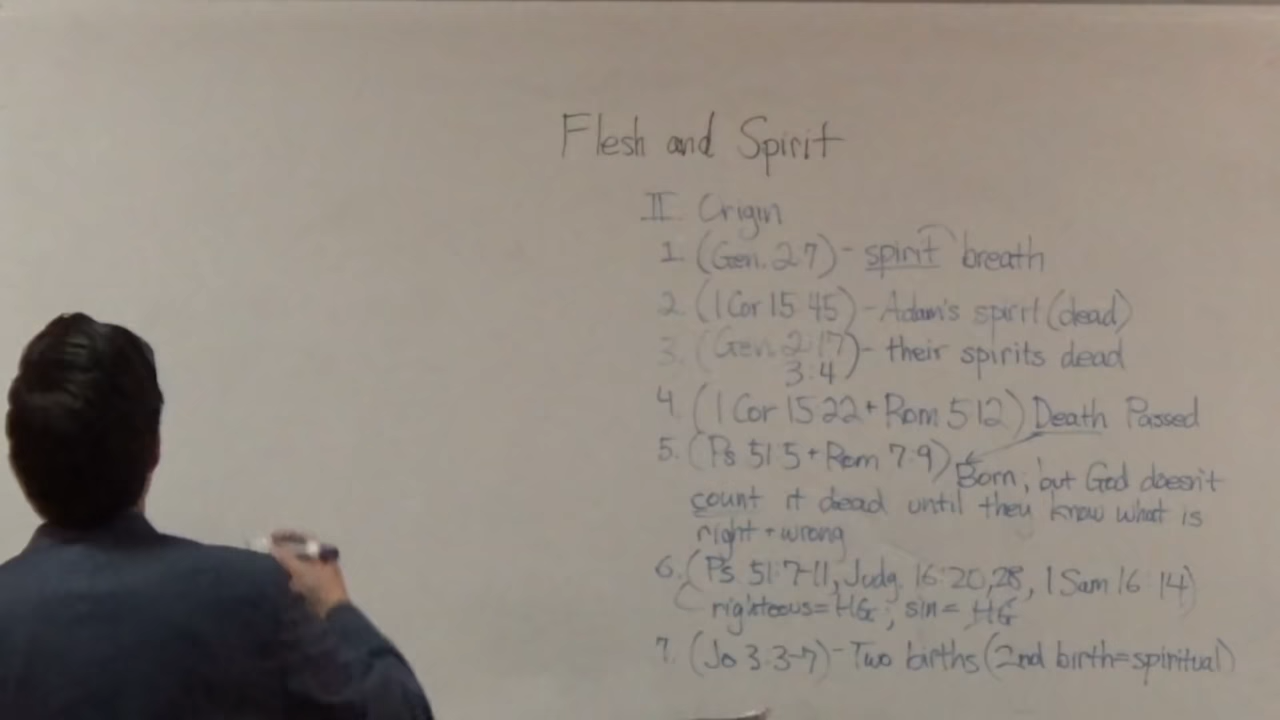 Flesh and Spirit
II. Origin
1. (Gen. 2:7) - spirit breath
2. (1 Cor 15:45) - Adam's spirit (dead)
3. (Gen. 2:17) - their spirits dead
3:4
4. (1 Cor 15:22 + Rom 5:12) Death Passed
5. (Ps 51:5 + Rom 7:9) Born, but God doesn't
count it dead until they know what is
right + wrong
6. (Ps. 51:7-11, Judg. 16:20,28, 1 Sam 16:14)
righteous = HG; sin = HG
7. (Jo 3:3-7) - Two births (2nd birth=spiritual)